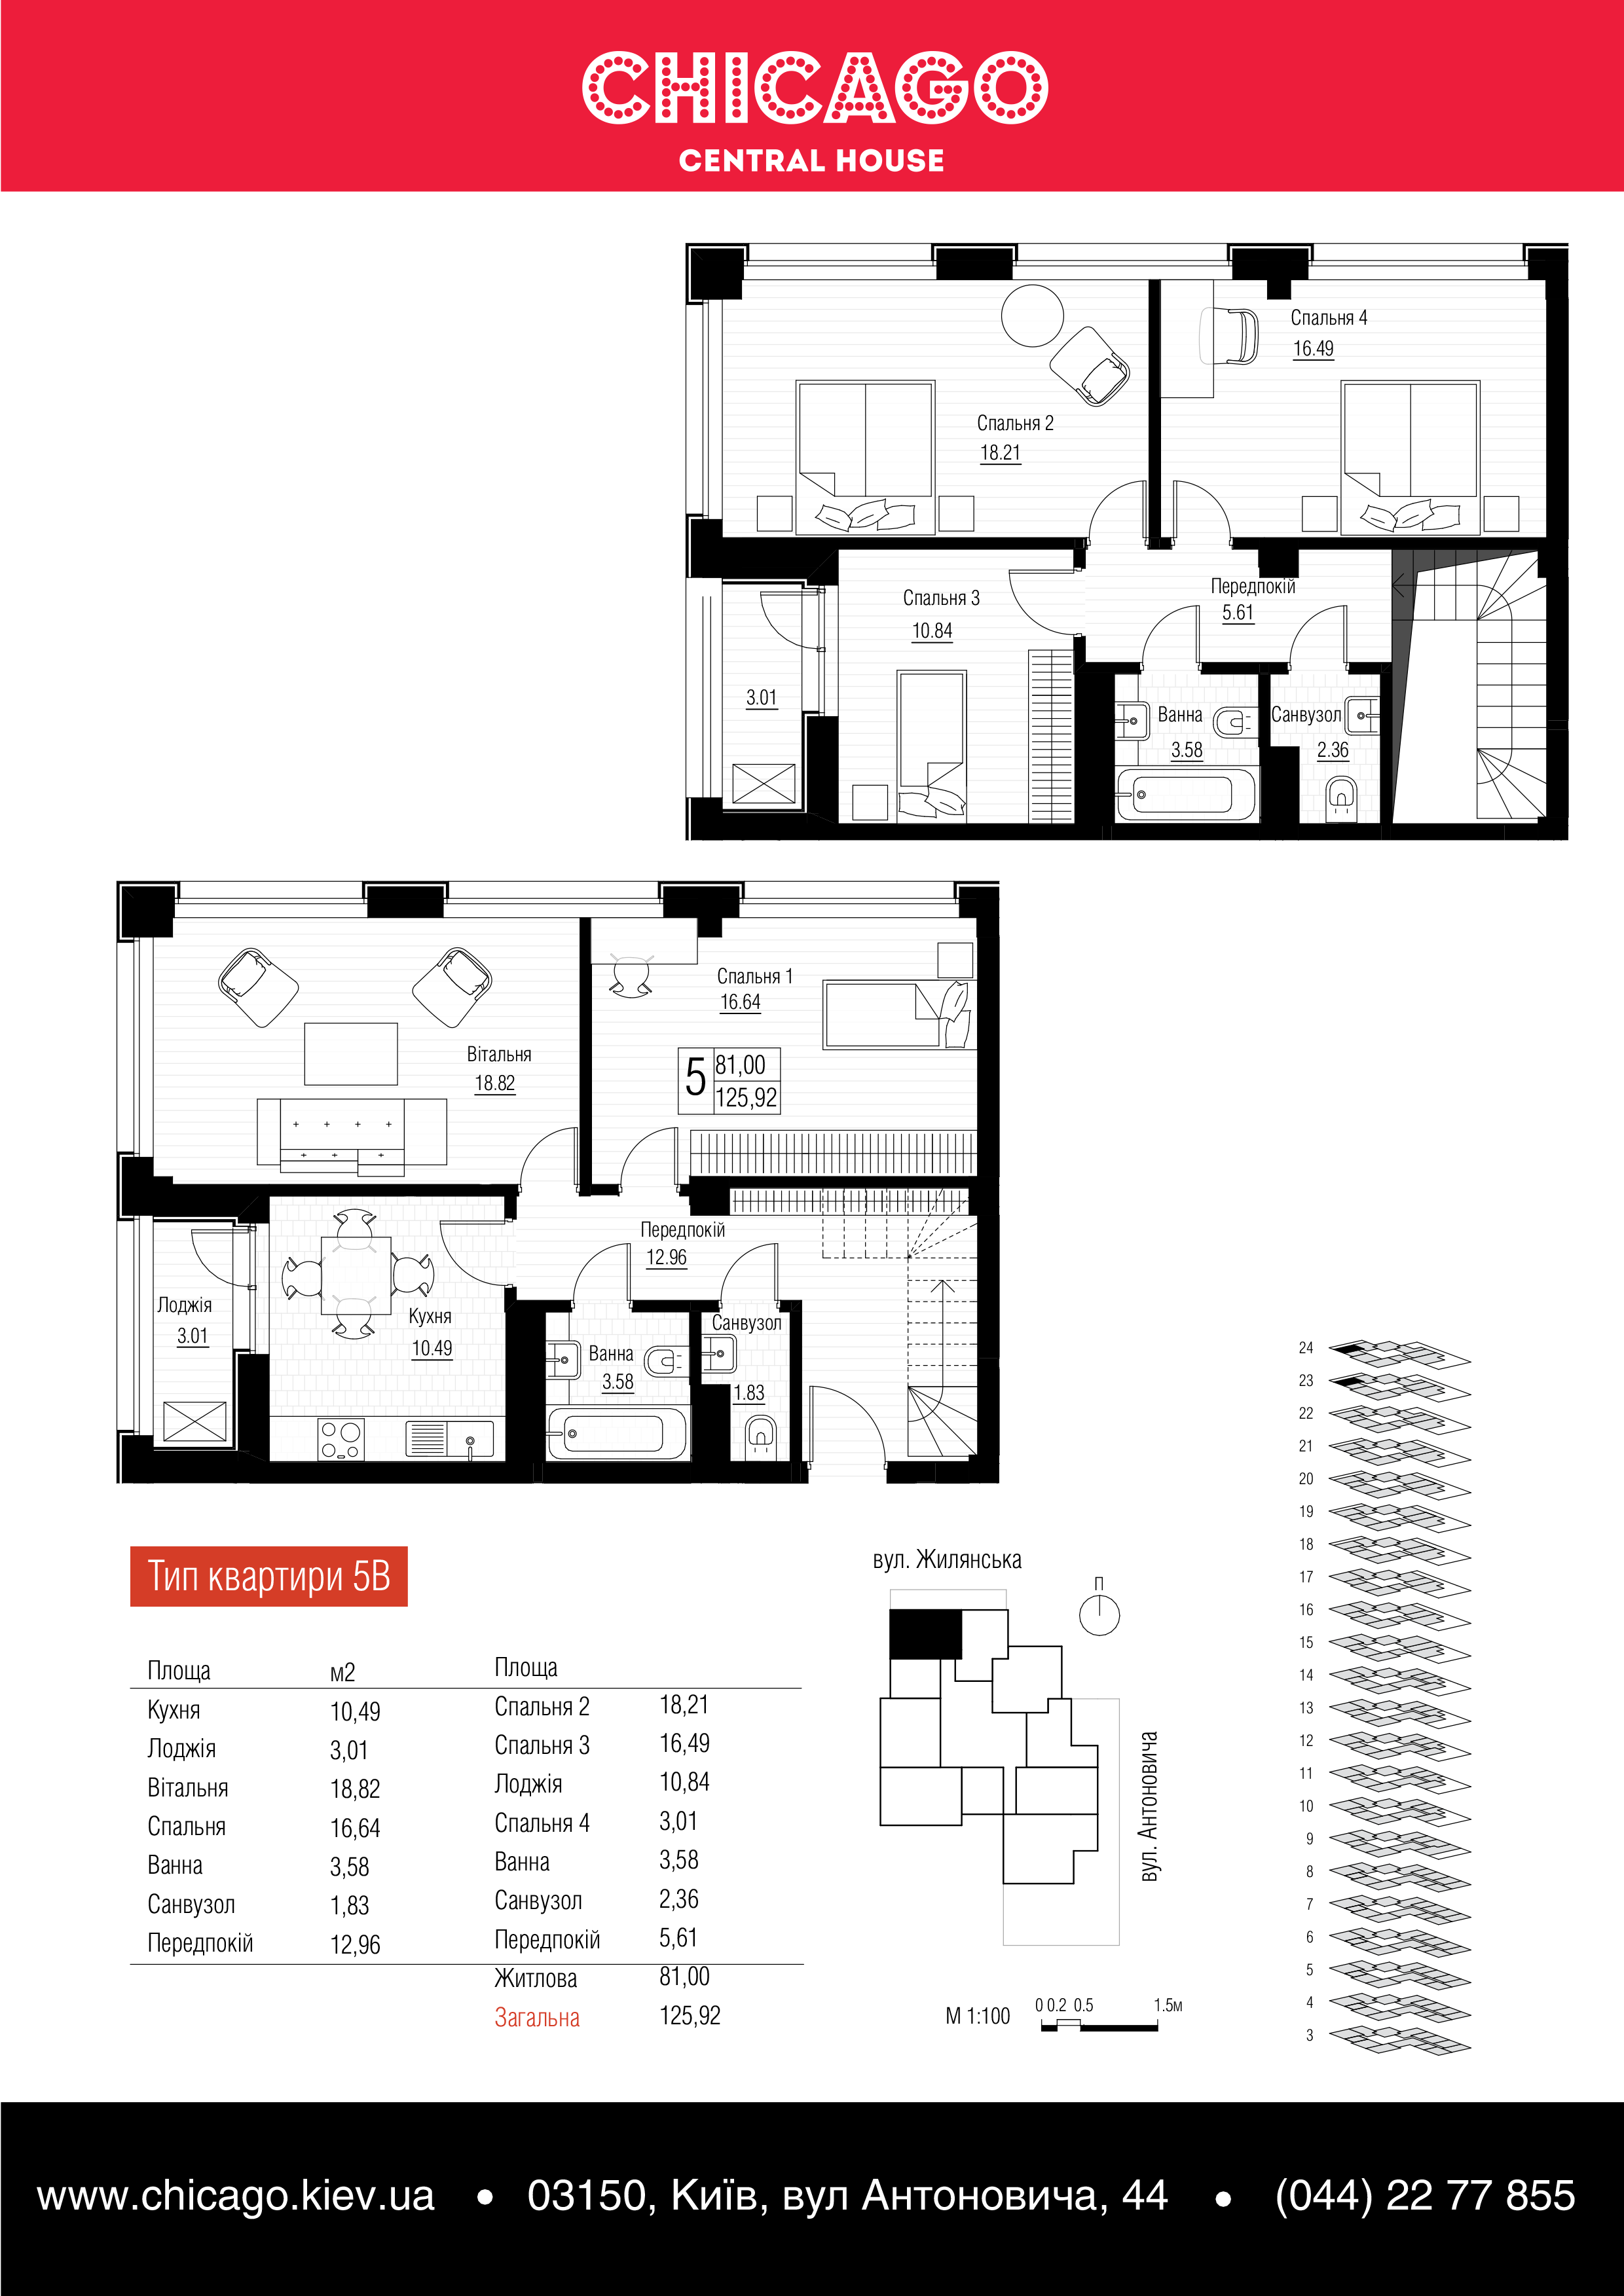 CHICAGO
CENTRAL HOUSE
Спальня 4
16.49
Спальня 2
18.21
Спальня 3
10.84
Передпокій
5.61
3.01
Ванна
3.58
Санвузол
2.36
Спальня 1
16.64
5
81,00
125,92
Вітальня
18.82
Передпокій
12.96
Лоджія
3.01
Кухня
10.49
Ванна
3.58
Санвузол
1.83
24
23
22
21
20
19
18
17
16
15
14
13
12
11
10
9
8
7
6
5
4
3
Тип квартири 5В
Площа м2
Кухня 10,49
Лоджія 3,01
Вітальня 18,82
Спальня 16,64
Ванна 3,58
Санвузол 1,83
Передпокій 12,96
Площа
Спальня 2 18,21
Спальня 3 16,49
Лоджія 10,84
Спальня 4 3,01
Ванна 3,58
Санвузол 2,36
Передпокій 5,61
Житлова 81,00
Загальна 125,92
вул. Жилянська
П
вул. Антоновича
М 1:100
0 0.2 0.5 1.5м
www.chicago.kiev.ua • 03150, Київ, вул Антоновича, 44 • (044) 22 77 855